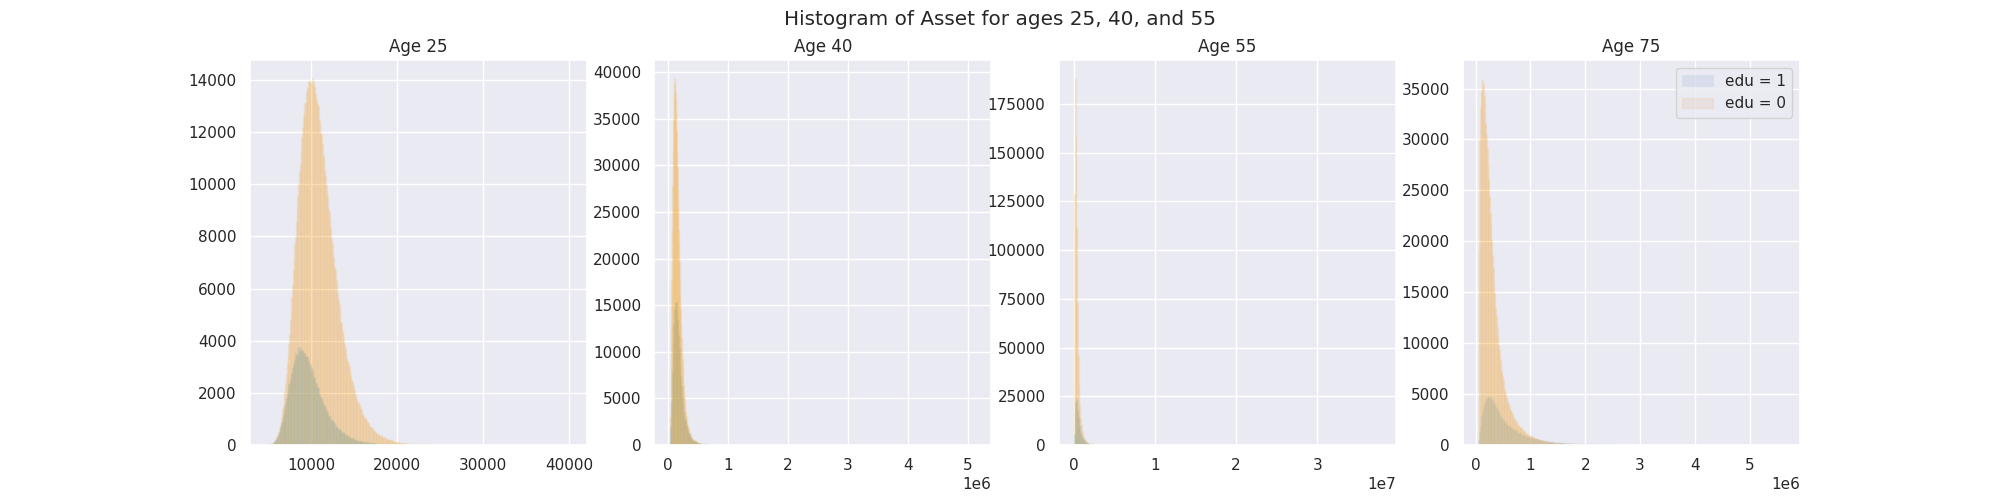 Histogram of Asset for ages 25, 40, and 55
Age 25
14000
12000
10000
8000
6000
4000
2000
0
10000 20000 30000 40000
Age 40
40000
35000
30000
25000
20000
15000
10000
5000
0
0 1 2 3 4 5
1e6
Age 55
175000
150000
125000
100000
75000
50000
25000
0
0 1 2 3
1e7
Age 75
edu = 1
edu = 0
35000
30000
25000
20000
15000
10000
5000
0
0 1 2 3 4 5
1e6